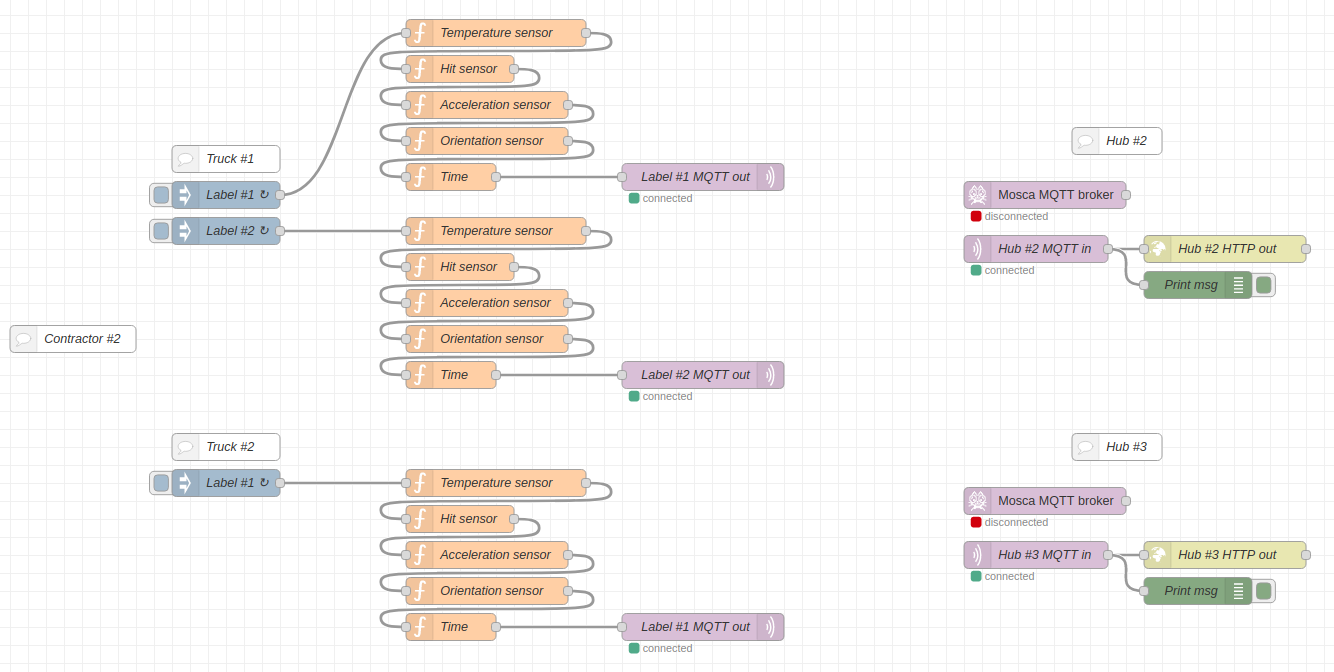 Temperature sensor
Hit sensor
Acceleration sensor
Orientation sensor
Time
Label #1 MQTT out
connected
Truck #1
Label #1 ↻
Label #2 ↻
Temperature sensor
Hit sensor
Acceleration sensor
Orientation sensor
Time
Label #2 MQTT out
connected
Contractor #2
Truck #2
Label #1 ↻
Temperature sensor
Hit sensor
Acceleration sensor
Orientation sensor
Time
Label #1 MQTT out
connected
Hub #2
Mosca MQTT broker
disconnected
Hub #2 MQTT in
connected
Hub #2 HTTP out
Print msg
Hub #3
Mosca MQTT broker
disconnected
Hub #3 MQTT in
connected
Hub #3 HTTP out
Print msg